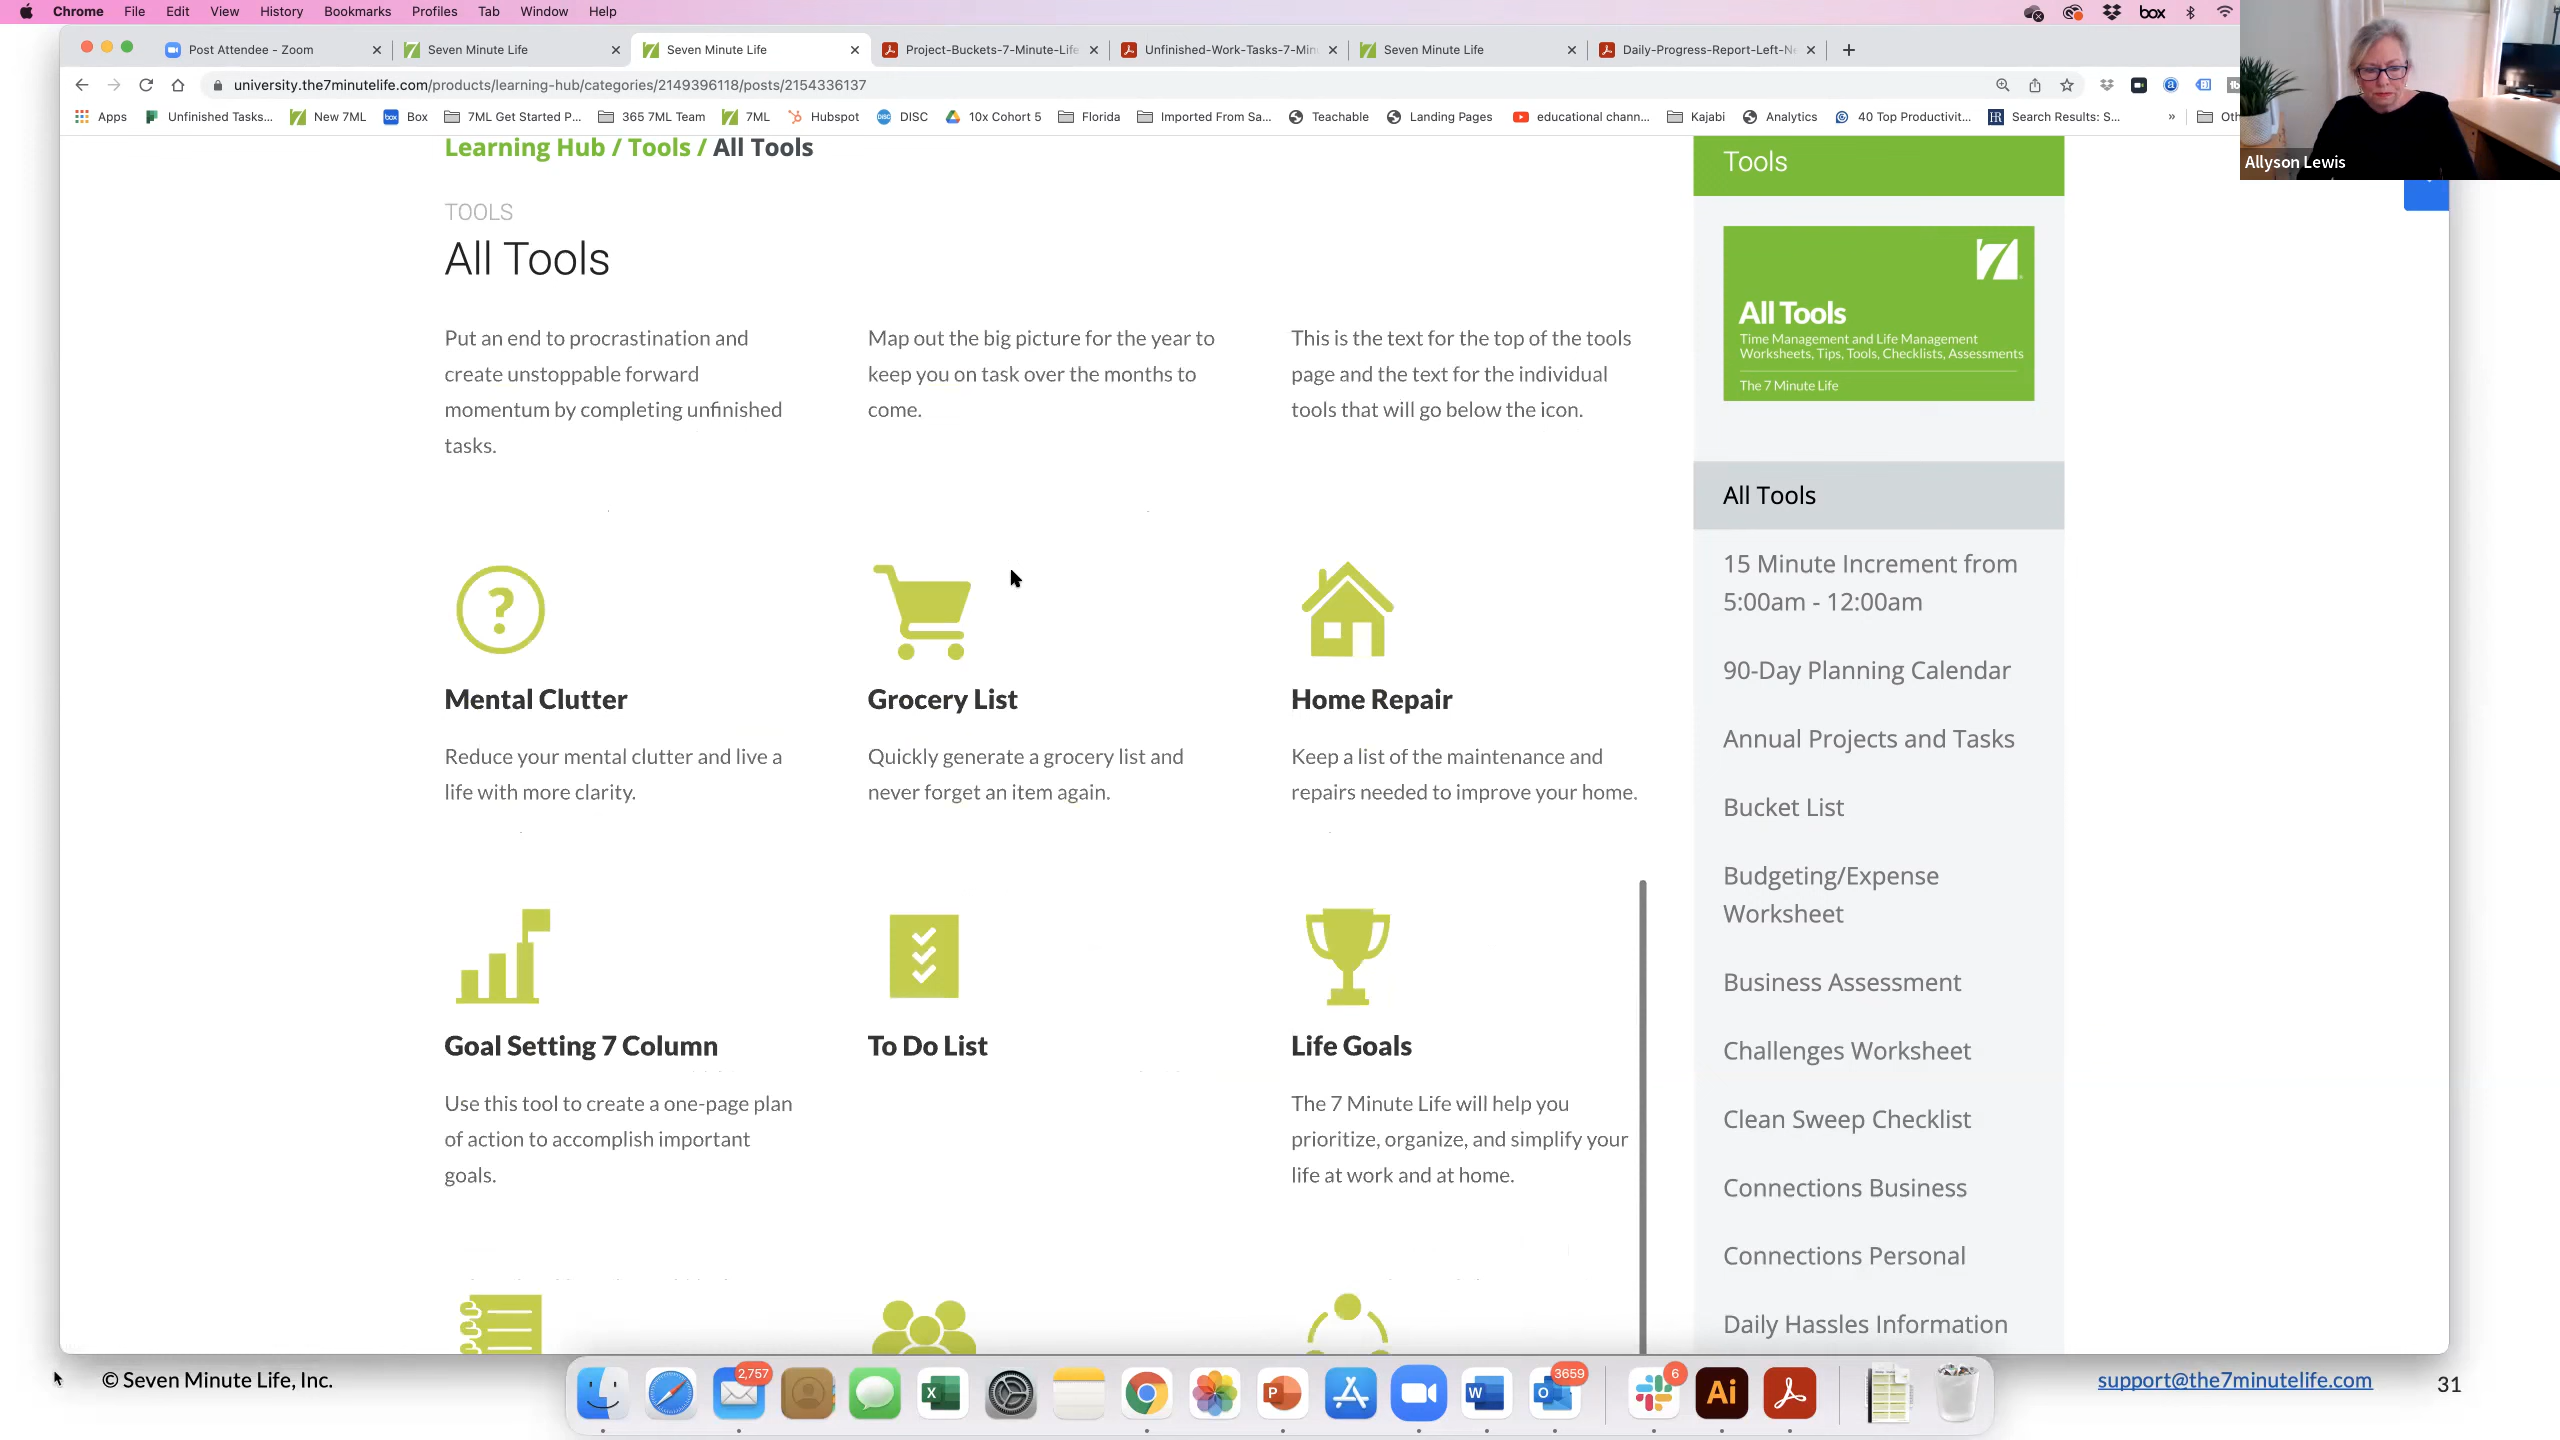 Chrome File Edit View History Bookmarks Profiles Tab Window Help
box
Post Attendee - Zoom
Seven Minute Life
Seven Minute Life
Project-Buckets-7-Minute-Life
Unfinished-Work-Tasks-7-Min
Seven Minute Life
Daily-Progress-Report-Left-Ne
university.the7minutelife.com/products/learning-hub/categories/2149396118/posts/2154336137
Apps Unfinished Tasks... New 7ML Box 7ML Get Started P... 365 7ML Team 7ML Hubspot DISC 10x Cohort 5 Florida Imported From Sa... Teachable Landing Pages educational chann... Kajabi Analytics 40 Top Productivit... Search Results: S... » Oth
Allyson Lewis
Learning Hub / Tools / All Tools
TOOLS
All Tools
Put an end to procrastination and
create unstoppable forward
momentum by completing unfinished
tasks.
Map out the big picture for the year to
keep you on task over the months to
come.
This is the text for the top of the tools
page and the text for the individual
tools that will go below the icon.
Mental Clutter
Reduce your mental clutter and live a
life with more clarity.
Grocery List
Quickly generate a grocery list and
never forget an item again.
Home Repair
Keep a list of the maintenance and
repairs needed to improve your home.
Goal Setting 7 Column
Use this tool to create a one-page plan
of action to accomplish important
goals.
To Do List
Life Goals
The 7 Minute Life will help you
prioritize, organize, and simplify your
life at work and at home.
Tools
7
All Tools
Time Management and Life Management
Worksheets, Tips, Tools, Checklists, Assessments
The 7 Minute Life
All Tools
15 Minute Increment from
5:00am - 12:00am
90-Day Planning Calendar
Annual Projects and Tasks
Bucket List
Budgeting/Expense
Worksheet
Business Assessment
Challenges Worksheet
Clean Sweep Checklist
Connections Business
Connections Personal
Daily Hassles Information
© Seven Minute Life, Inc.
2,757
3659
6
X
P
W
O
Ai
support@the7minutelife.com
31